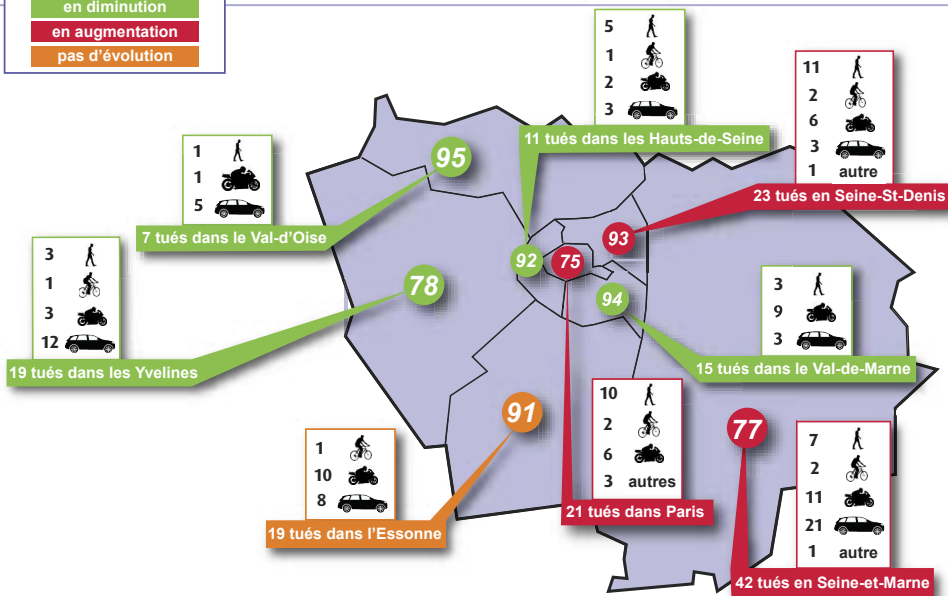 en diminution
en augmentation
pas d'évolution
5
1
2
3
11 tués dans les Hauts-de-Seine
11
2
6
3
1 autre
23 tués en Seine-St-Denis
1
1
5
7 tués dans le Val-d'Oise
95
93
92
75
78
94
3
1
3
12
19 tués dans les Yvelines
3
9
3
15 tués dans le Val-de-Marne
91
77
1
10
8
19 tués dans l'Essonne
10
2
6
3 autres
21 tués dans Paris
7
2
11
21
1 autre
42 tués en Seine-et-Marne